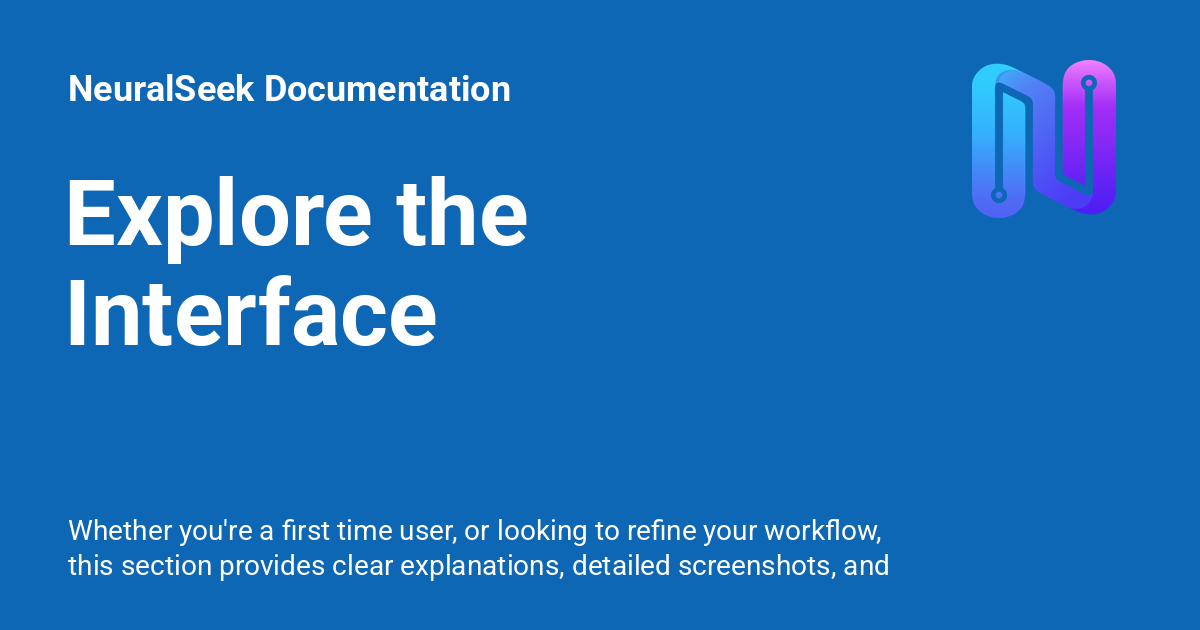 NeuralSeek Documentation
Explore the
Interface
Whether you're a first time user, or looking to refine your workflow,
this section provides clear explanations, detailed screenshots, and